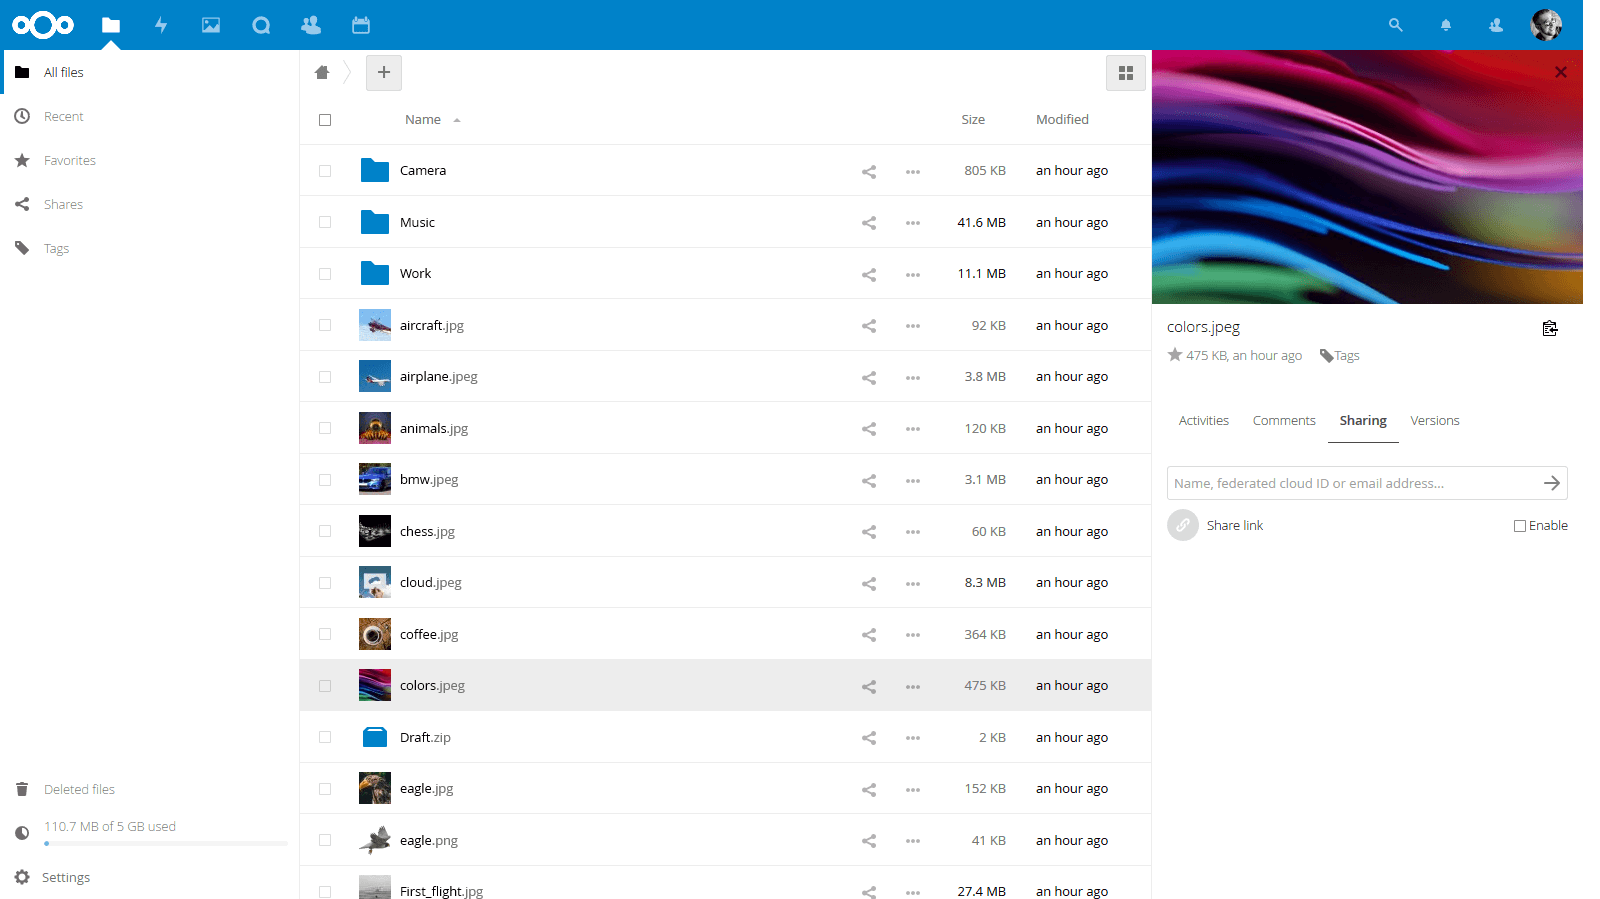 All files
Recent
Favorites
Shares
Tags
Deleted files
110.7 MB of 5 GB used
Settings
Name Size Modified
Camera 805 KB an hour ago
Music 41.6 MB an hour ago
Work 11.1 MB an hour ago
aircraft.jpg 92 KB an hour ago
airplane.jpeg 3.8 MB an hour ago
animals.jpg 120 KB an hour ago
bmw.jpeg 3.1 MB an hour ago
chess.jpg 60 KB an hour ago
cloud.jpeg 8.3 MB an hour ago
coffee.jpg 364 KB an hour ago
colors.jpeg 475 KB an hour ago
Draft.zip 2 KB an hour ago
eagle.jpg 152 KB an hour ago
eagle.png 41 KB an hour ago
First_flight.jpg 27.4 MB an hour ago
colors.jpeg
475 KB, an hour ago Tags
Activities Comments Sharing Versions
Name, federated cloud ID or email address...
Share link Enable